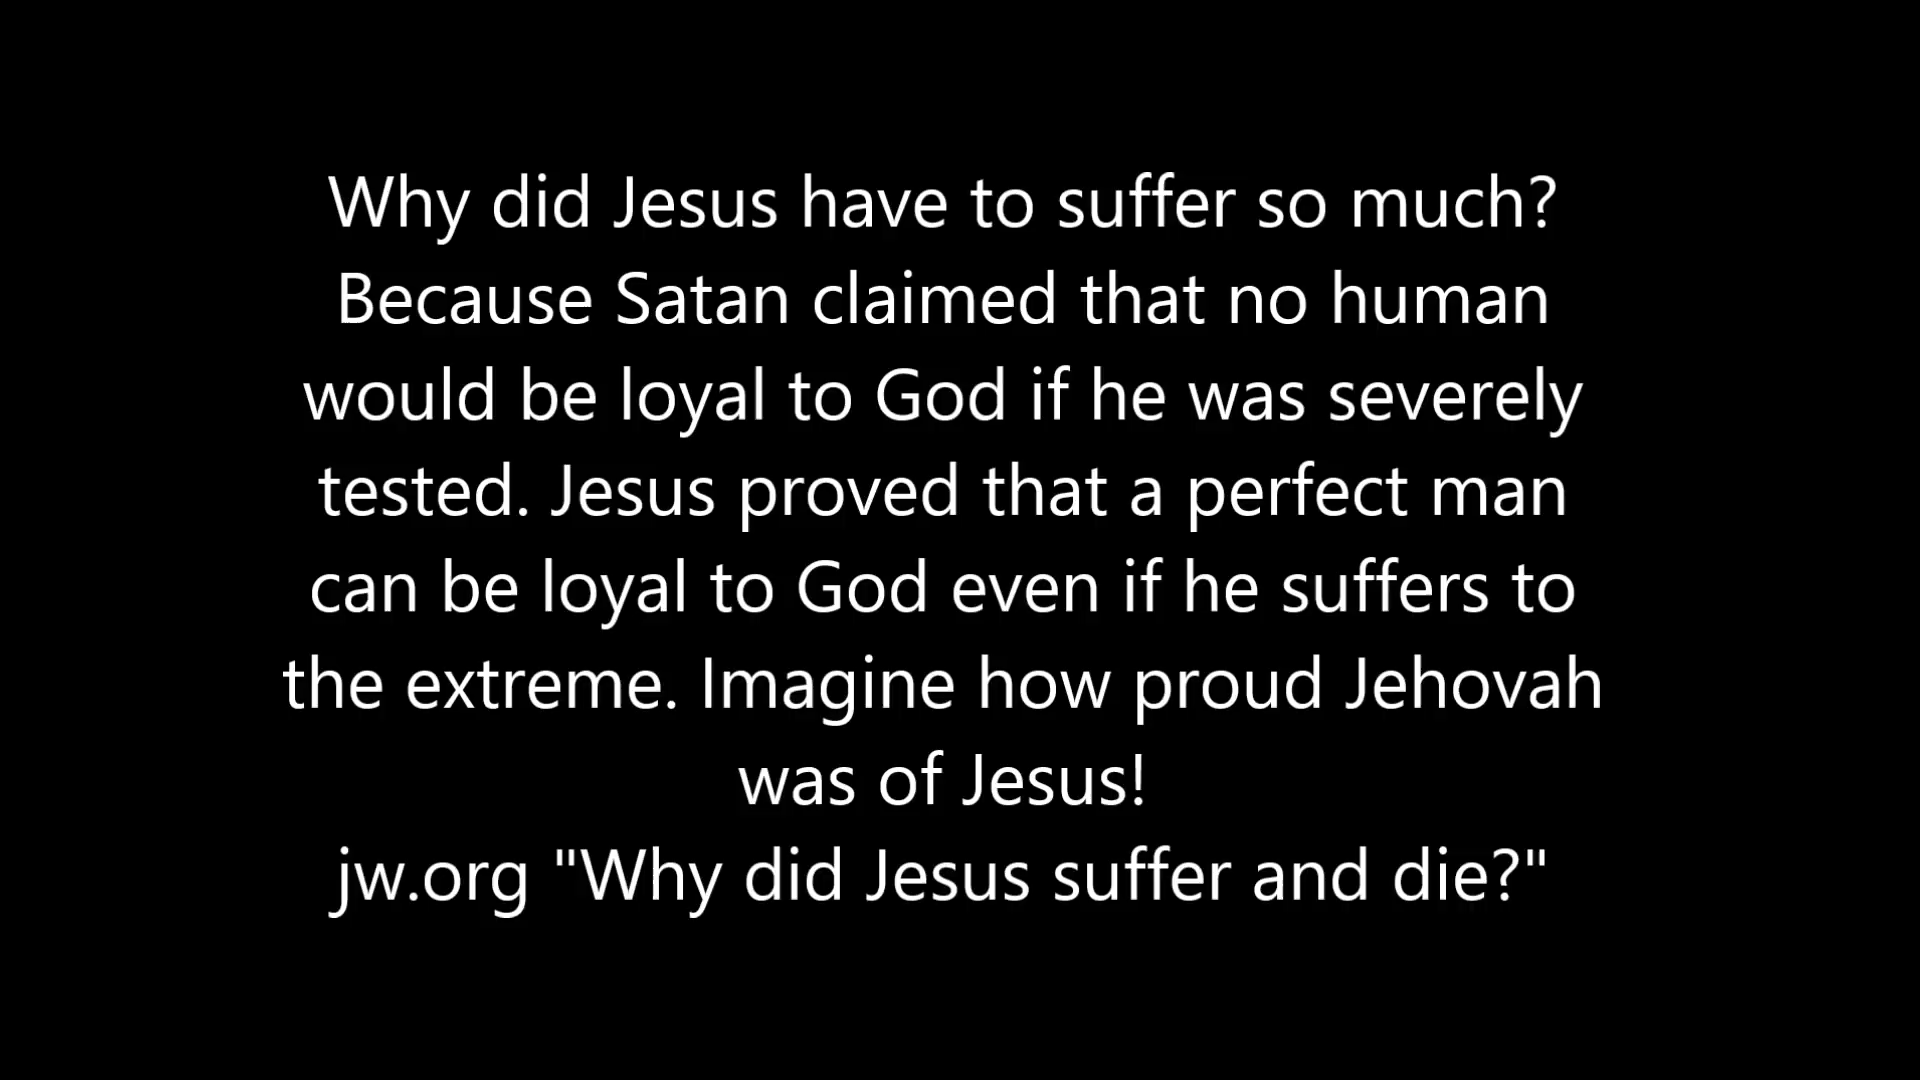 Why did Jesus have to suffer so much?
Because Satan claimed that no human
would be loyal to God if he was severely
tested. Jesus proved that a perfect man
can be loyal to God even if he suffers to
the extreme. Imagine how proud Jehovah
was of Jesus!
jw.org "Why did Jesus suffer and die?"